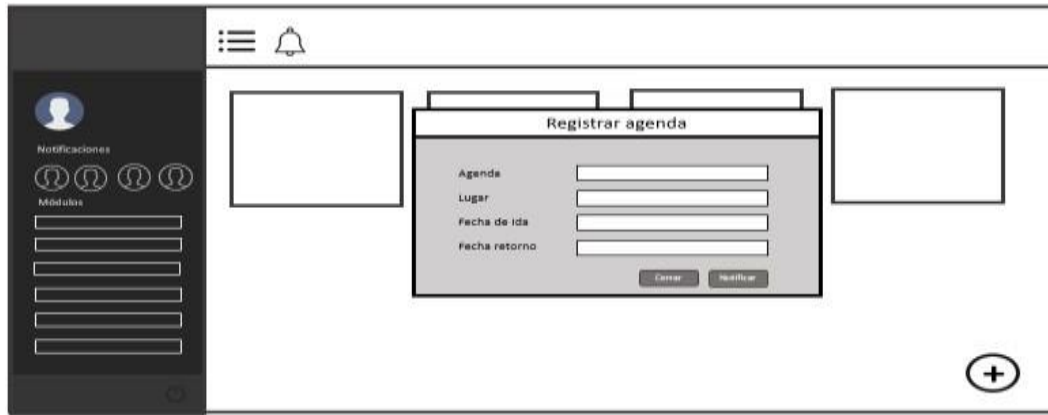 Notificaciones
Módulos
Registrar agenda
Agenda
Lugar
Fecha de ida
Fecha retorno
Cerrar
Notificar